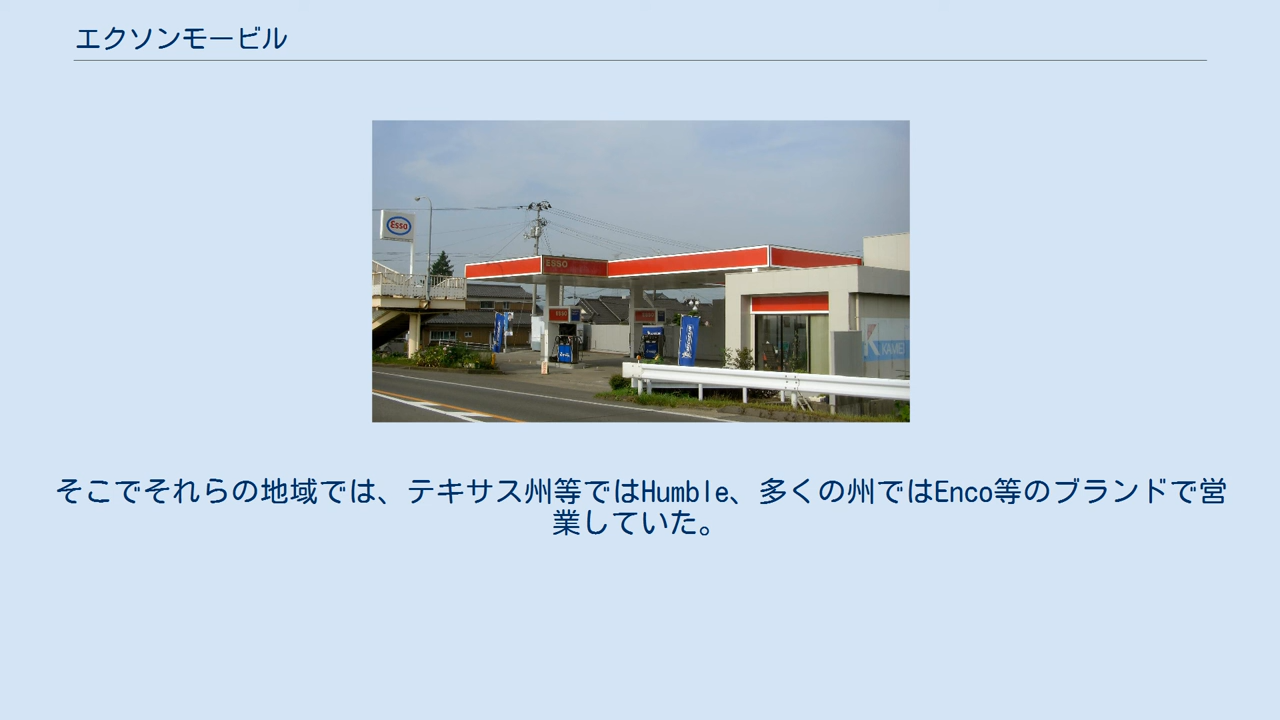 エクソンモービル
Esso
ESSO
KAMEI
そこでそれらの地域では、テキサス州等ではHumble、多くの州ではEnco等のブランドで営
業していた。